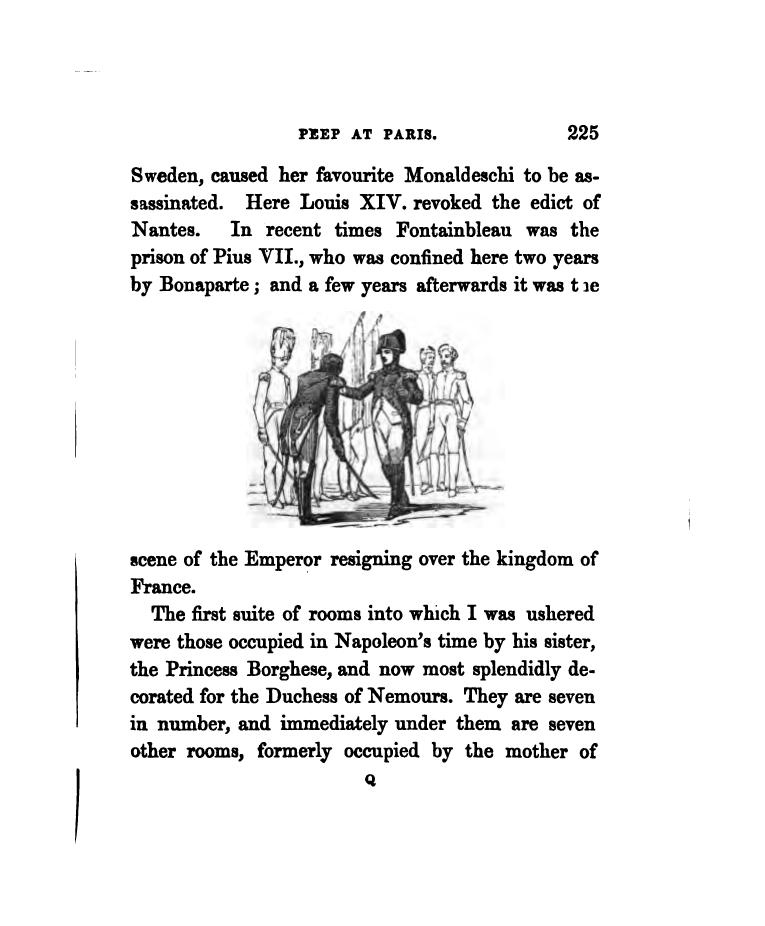 PEEP AT PARIS. 225
Sweden, caused her favourite Monaldeschi to be as-
sassinated. Here Louis XIV. revoked the edict of
Nantes. In recent times Fontainbleau was the
prison of Pius VII., who was confined here two years
by Bonaparte; and a few years afterwards it was the
scene of the Emperor resigning over the kingdom of
France.
The first suite of rooms into which I was ushered
were those occupied in Napoleon's time by his sister,
the Princess Borghese, and now most splendidly de-
corated for the Duchess of Nemours. They are seven
in number, and immediately under them are seven
other rooms, formerly occupied by the mother of
Q